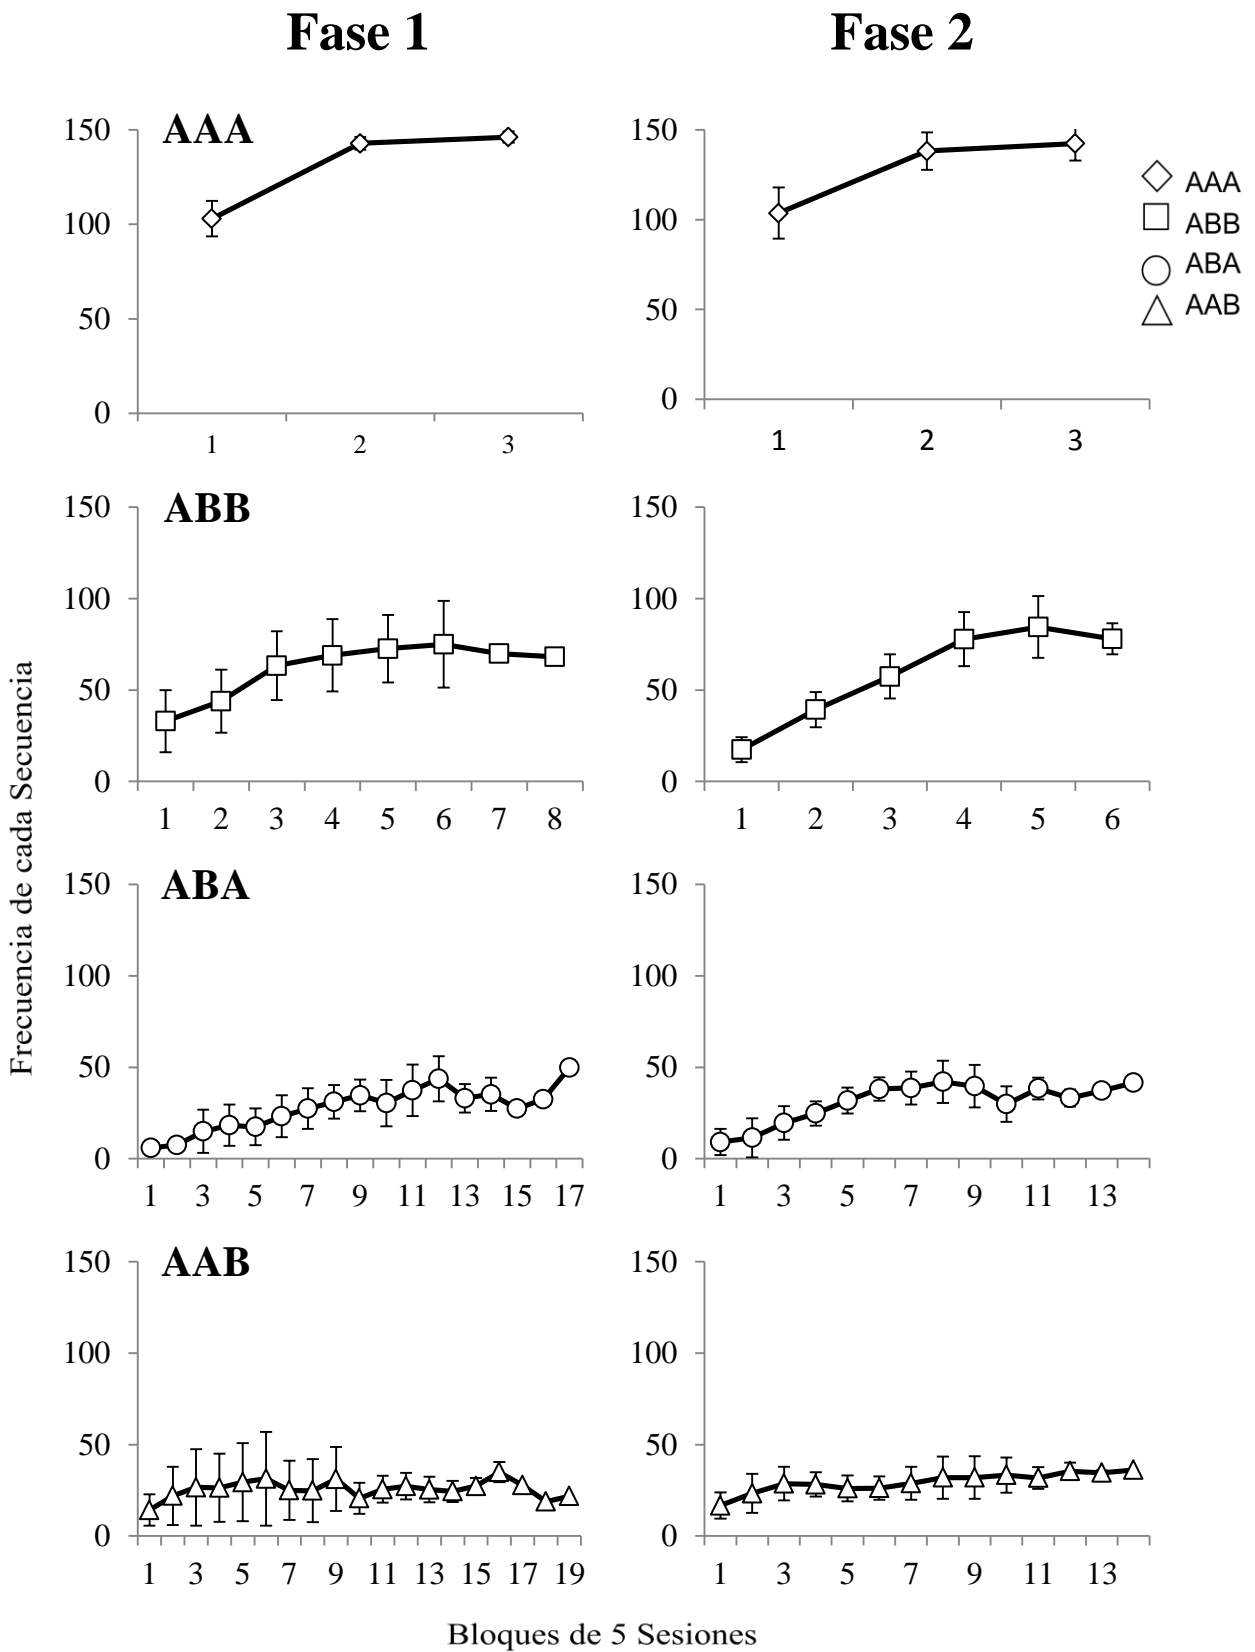 Fase 1
Fase 2
AAA
150
100
50
0
1 2 3
150
100
50
0
1 2 3
AAA
ABB
ABA
AAB
Frecuencia de cada Secuencia
ABB
150
100
50
0
1 2 3 4 5 6 7 8
150
100
50
0
1 2 3 4 5 6
ABA
150
100
50
0
1 3 5 7 9 11 13 15 17
150
100
50
0
1 3 5 7 9 11 13
AAB
150
100
50
0
1 3 5 7 9 11 13 15 17 19
150
100
50
0
1 3 5 7 9 11 13
Bloques de 5 Sesiones